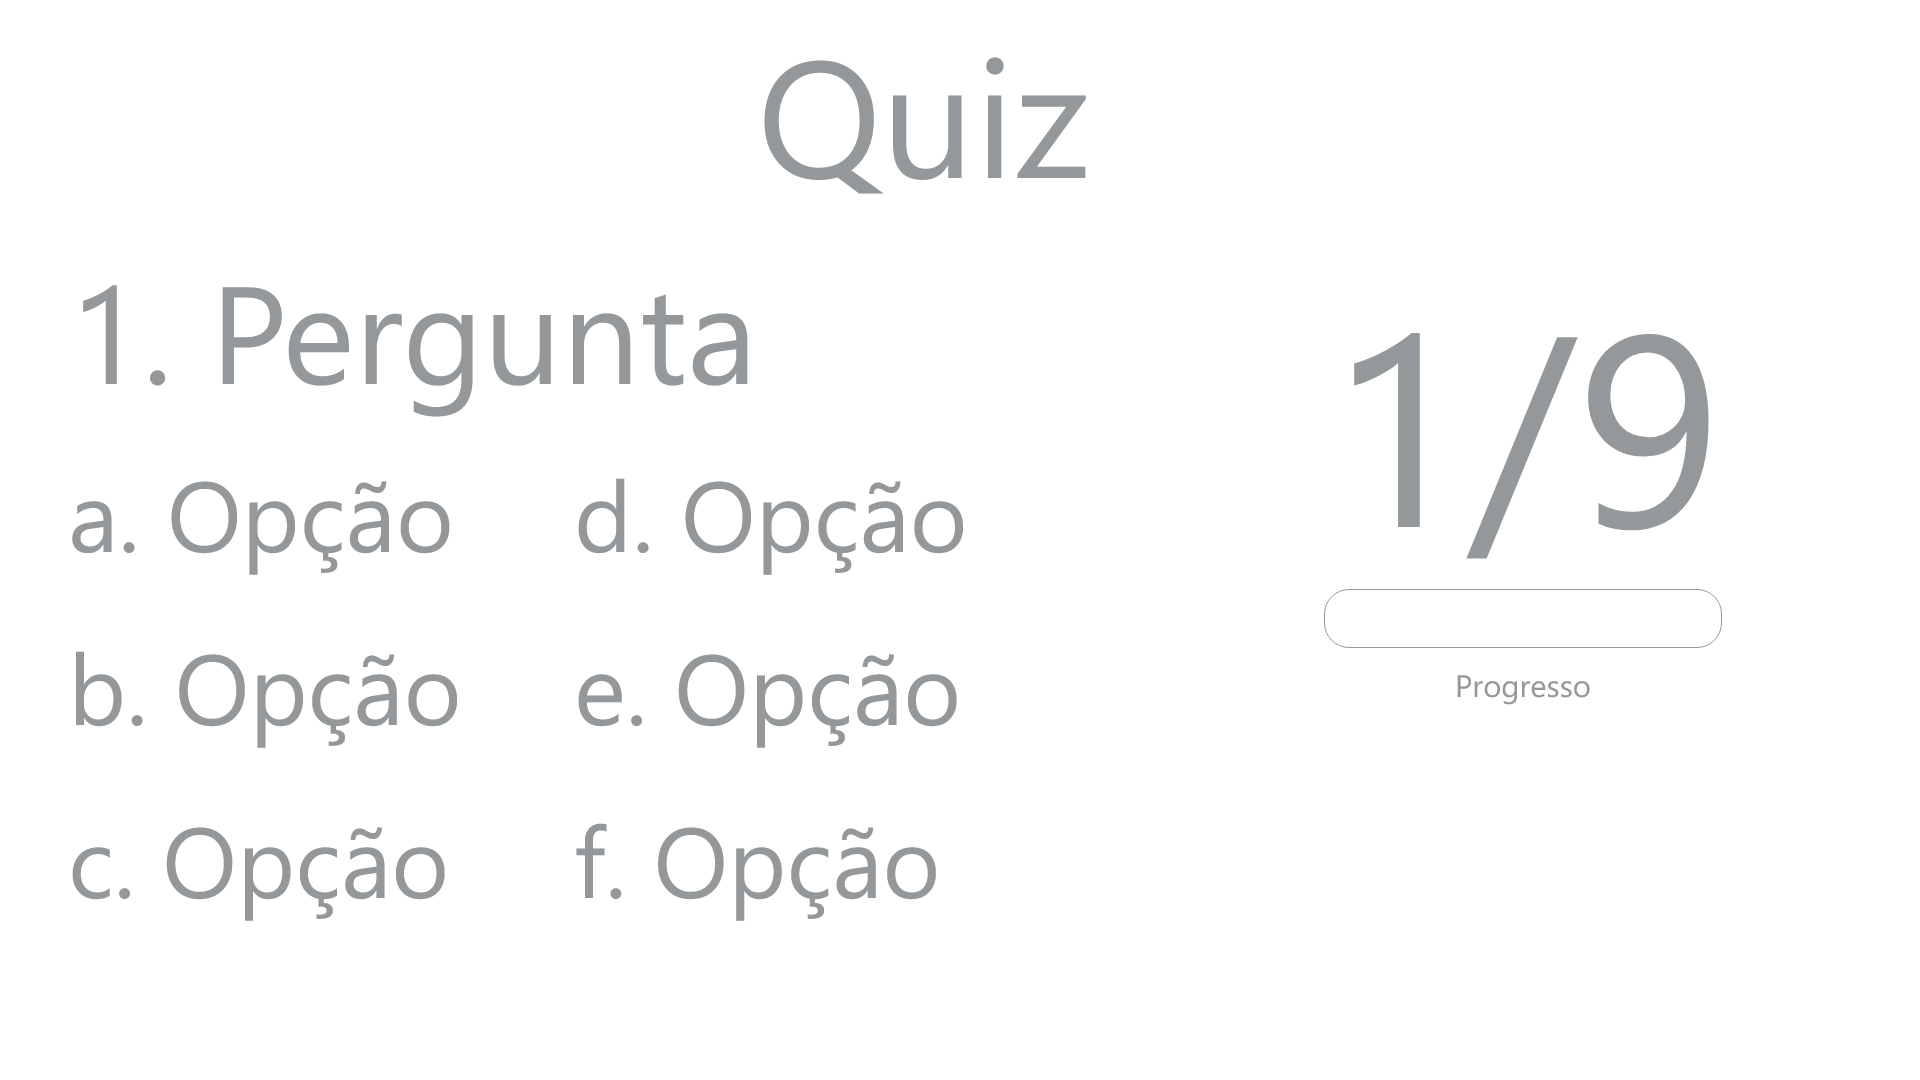 Quiz
1. Pergunta
a. Opção
b. Opção
c. Opção
d. Opção
e. Opção
f. Opção
1/9
Progresso